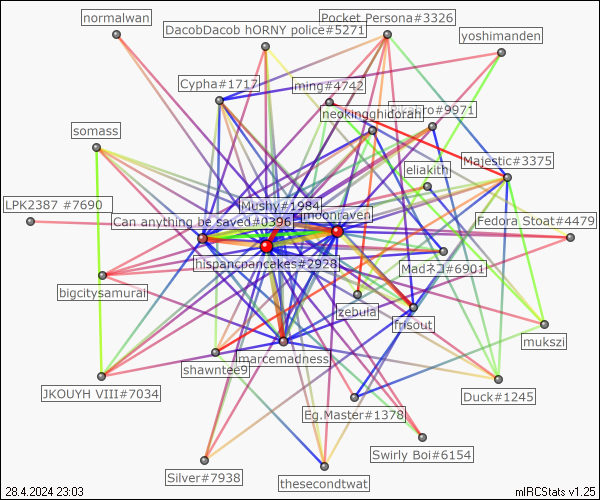 normalwan
DacobDacob hORNY police#5271
Pocket Persona#3326
yoshimanden
Cypha#1717
ming#4742
neokingghidorah
#9971
somass
eliakith
Majestic#3375
LPK2387 #7690
Mushy#1984
moonraven
Can anything be saved#0396
Fedora Stoat#4479
hispancpancakes#2928
Madネコ#6901
bigcitysamurai
zebula
frisout
mukszi
marcemadness
shawntee9
JKOUYH VIII#7034
Duck#1245
Eg.Master#1378
Swirly Boi#6154
Silver#7938
thesecondtwat
28.4.2024 23:03
mIRCStats v1.25